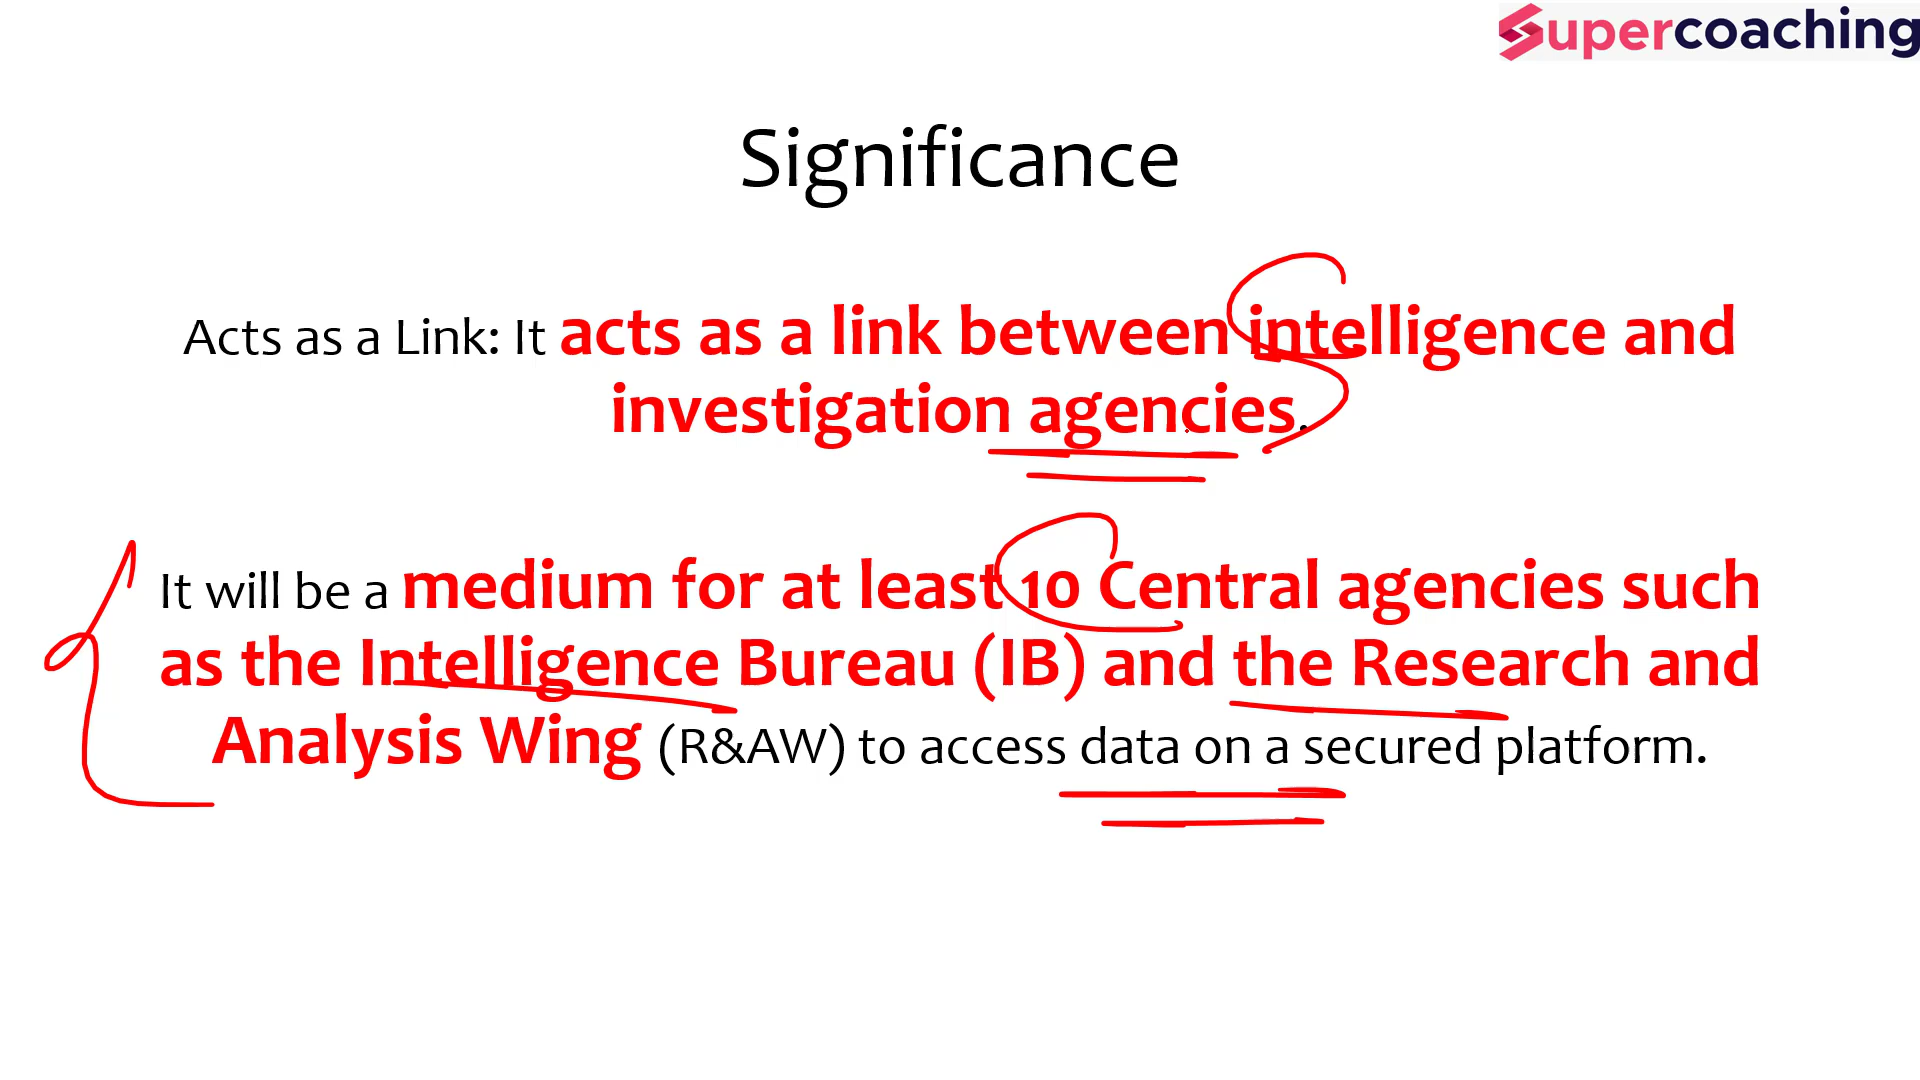 Supercoaching
Significance
Acts as a Link: It acts as a link between intelligence and
investigation agencies.
It will be a medium for at least 10 Central agencies such
as the Intelligence Bureau (IB) and the Research and
Analysis Wing (R&AW) to access data on a secured platform.